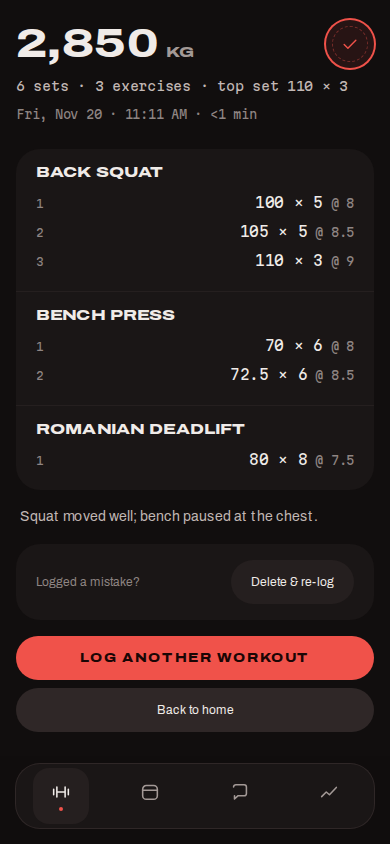 2,850 KG
6 sets · 3 exercises · top set 110 × 3
Fri, Nov 20 · 11:11 AM · <1 min
BACK SQUAT
1 100 × 5 @ 8
2 105 × 5 @ 8.5
3 110 × 3 @ 9
BENCH PRESS
1 70 × 6 @ 8
2 72.5 × 6 @ 8.5
ROMANIAN DEADLIFT
1 80 × 8 @ 7.5
Squat moved well; bench paused at the chest.
Logged a mistake? Delete & re-log
LOG ANOTHER WORKOUT
Back to home